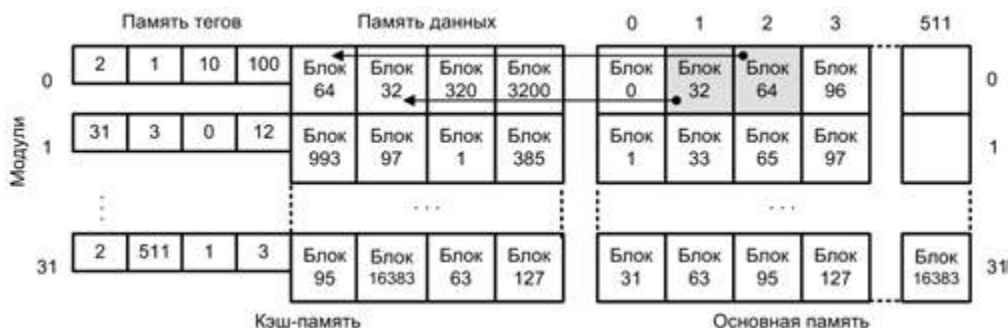 Память тегов Память данных 0 1 2 3 511
2 1 10 100 Блок 64 Блок 32 Блок 320 Блок 3200 Блок 0 Блок 32 Блок 64 Блок 96
0 0
31 3 0 12 Блок 993 Блок 97 Блок 1 Блок 385 Блок 1 Блок 33 Блок 65 Блок 97
1 1
Модули
. . . . . . . . .
2 511 1 3 Блок 95 Блок 16383 Блок 63 Блок 127 Блок 31 Блок 63 Блок 95 Блок 127 Блок 16383
31 31
Кэш-память Основная память